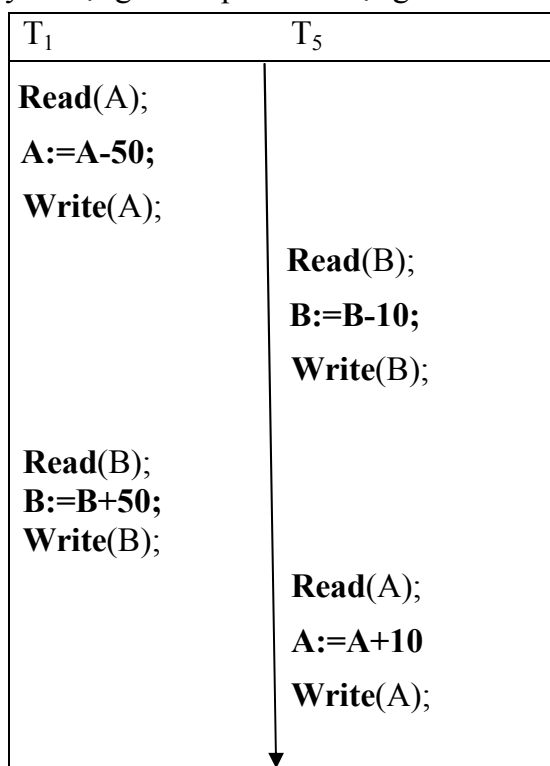 T₁ T₅
Read(A);
A:=A-50;
Write(A);
Read(B);
B:=B-10;
Write(B);
Read(B);
B:=B+50;
Write(B);
Read(A);
A:=A+10
Write(A);